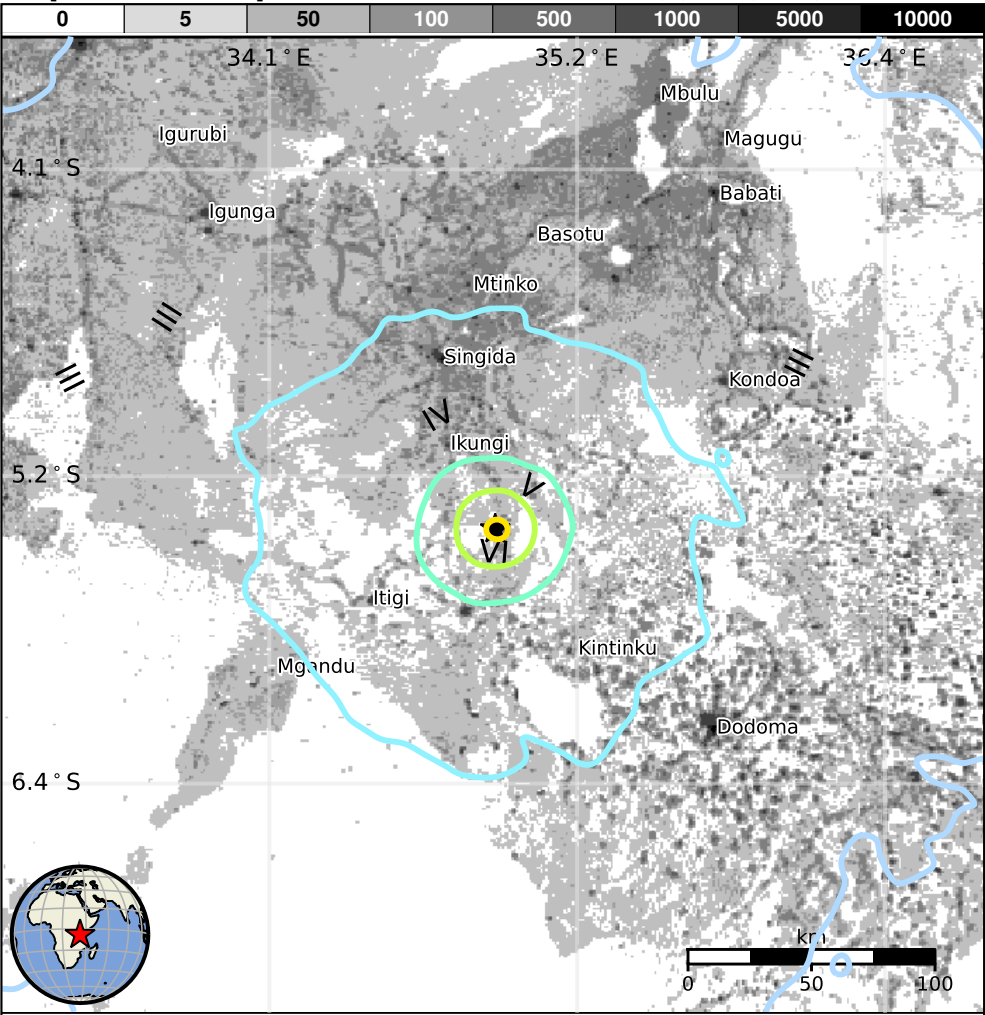 0 5 50 100 500 1000 5000 10000
34.1°E 35.2°E 36.4°E
Mbulu
Igurubi
Magugu
4.1°S
Babati
Igunga
Basotu
Mtinko
III
Singida
III
III
Kondoa
IV
Ikungi
5.2°S
V
VI
Itigi
Kintinku
Mgandu
Dodoma
6.4°S
km
0 50 100